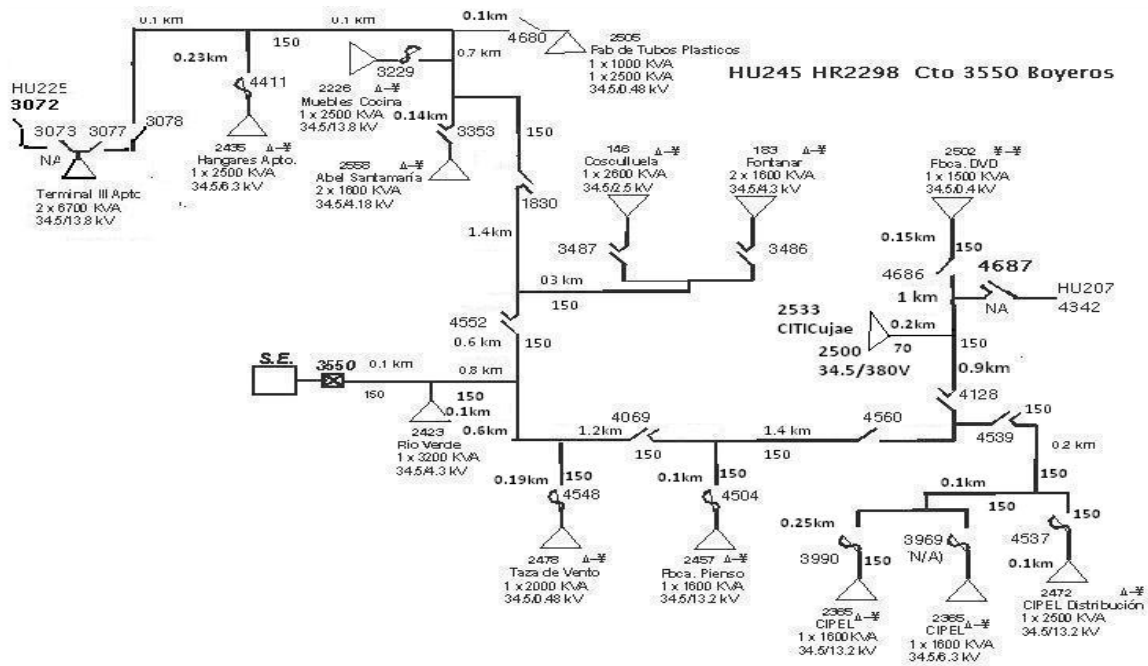 0.1 km
0.1 km
0.1km
4680
2505
Fab de Tubos Plasticos
1 x 1000 KVA
1 x 2500 KVA
34.5/0.48 kV
150
0.23km
4411
0.7 km
3229
2226 Δ-¥
Muebles Cocina
1 x 2500 KVA
34.5/13.8 kV
HU245 HR2298 Cto 3550 Boyeros
HU225
3072
3073
3077
3078
NA
Terminal III Apto
2 x 6700 KVA
34.5/13.8 kV
2435 Δ-¥
Hangares Apto.
1 x 2500 KVA
34.5/6.3 kV
0.14km
3353
2558 Δ-¥
Abel Santamaría
2 x 1600 KVA
34.5/4.18 kV
150
1830
1.4km
146 Δ-¥
Cosculluela
1 x 2600 KVA
34.5/2.5 kV
183 Δ-¥
Fontanar
2 x 1600 KVA
34.5/4.3 kV
2502 ¥-¥
Fbca. DVD
1 x 1500 KVA
34.5/0.4 kV
3487
3486
03 km
150
0.15km
150
4686
4687
1 km
NA
HU207
4342
2533
CITICujae
0.2km
2500
70
150
34.5/380V
0.9km
4552
0.6 km
150
S.E.
3550
0.1 km
0.8 km
150
150
0.1km
2423
Rio Verde
1 x 3200 KVA
34.5/4.3 kV
0.6km
4128
1.2km
4069
150
1.4 km
150
4560
4539
150
0.2 km
0.19km
150
4548
2478 Δ-¥
Taza de Vento
1 x 2000 KVA
34.5/0.48 kV
0.1km
150
4504
2457 Δ-¥
Fbca. Pienso
1 x 1600 KVA
34.5/13.2 kV
0.1km
150
150
150
0.25km
3990
150
3969
N/A)
4537
0.1km
2365 Δ-¥
CIPEL
1 x 1600 KVA
34.5/13.2 kV
2365 Δ-¥
CIPEL
1 x 1600 KVA
34.5/6.3 kV
2472 Δ-¥
CIPEL Distribución
1 x 2500 KVA
34.5/13.2 kV